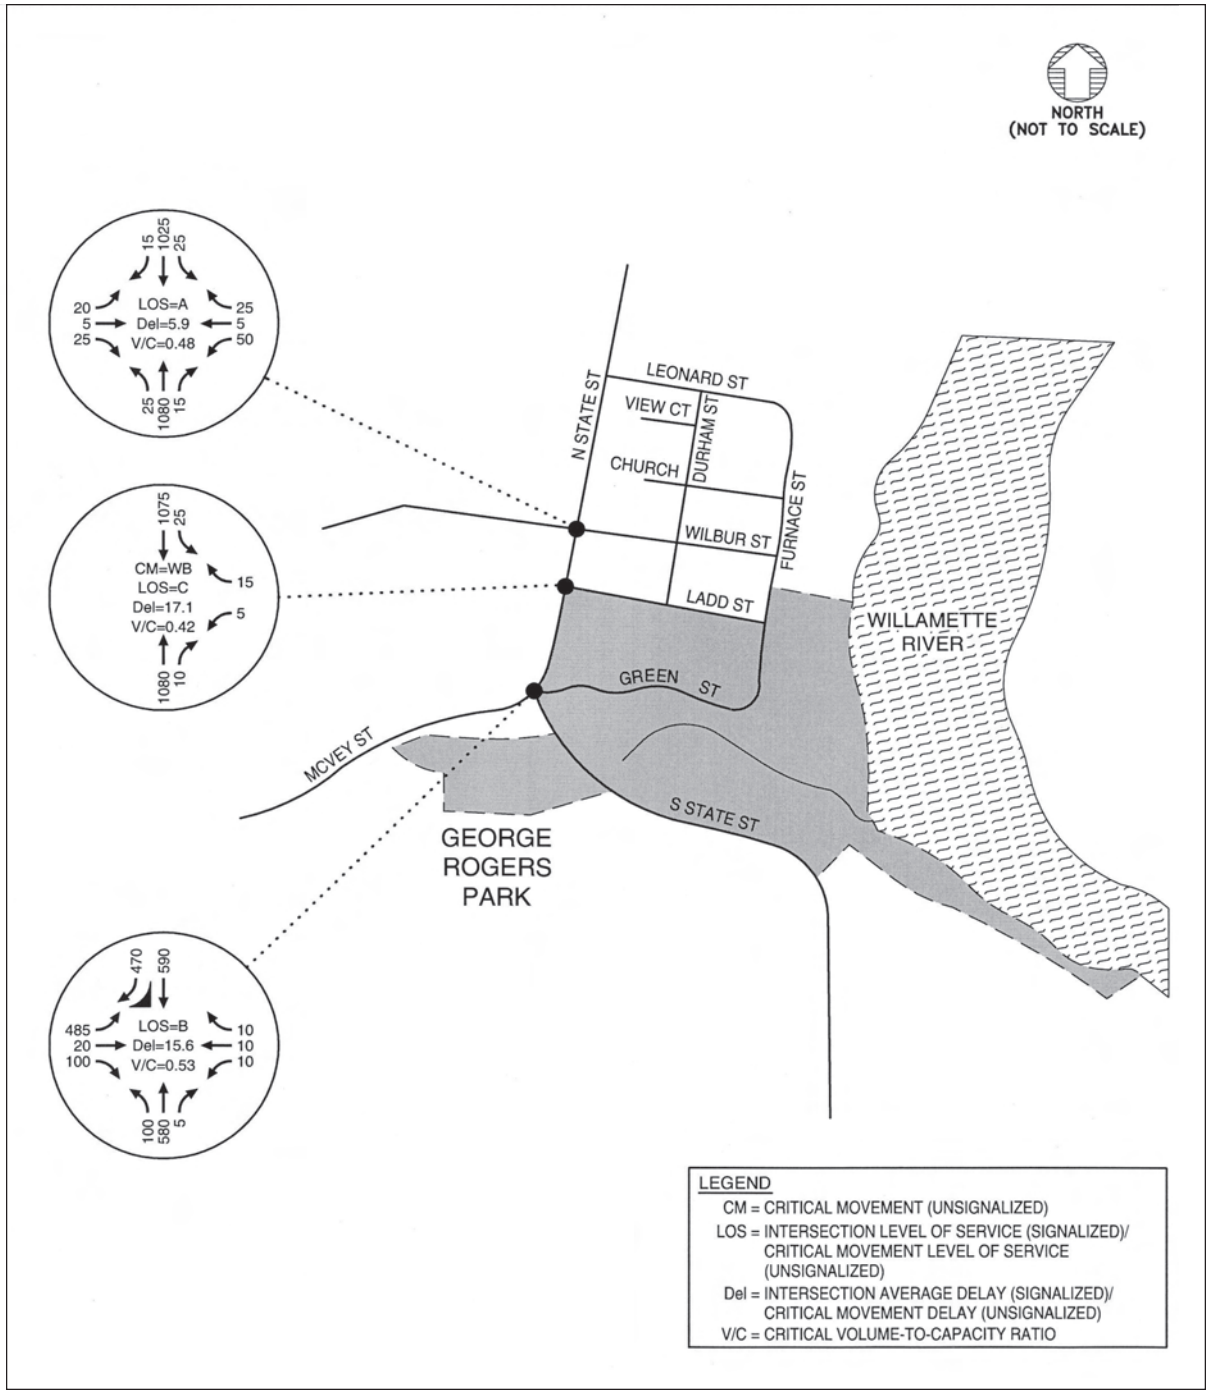 NORTH
(NOT TO SCALE)
15
1025
25
20
5
25
LOS=A
Del=5.9
V/C=0.48
25
5
50
25
1080
15
1075
25
CM=WB
LOS=C
Del=17.1
V/C=0.42
15
5
1080
10
470
590
485
20
100
LOS=B
Del=15.6
V/C=0.53
10
10
10
100
580
5
N STATE ST
LEONARD ST
VIEW CT
DURHAM ST
CHURCH
FURNACE ST
WILBUR ST
LADD ST
GREEN ST
MCVEY ST
S STATE ST
WILLAMETTE
RIVER
GEORGE
ROGERS
PARK
LEGEND
CM = CRITICAL MOVEMENT (UNSIGNALIZED)
LOS = INTERSECTION LEVEL OF SERVICE (SIGNALIZED)/
CRITICAL MOVEMENT LEVEL OF SERVICE
(UNSIGNALIZED)
Del = INTERSECTION AVERAGE DELAY (SIGNALIZED)/
CRITICAL MOVEMENT DELAY (UNSIGNALIZED)
V/C = CRITICAL VOLUME-TO-CAPACITY RATIO